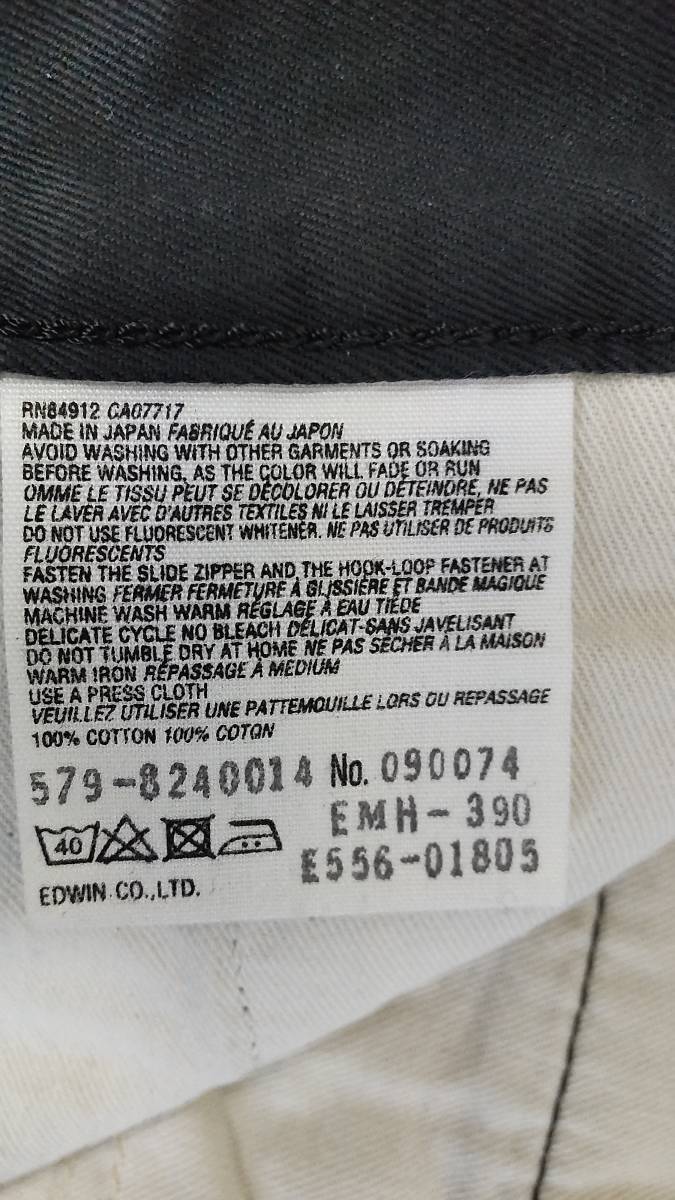 RN84912 CA07717
MADE IN JAPAN FABRIQUÉ AU JAPON
AVOID WASHING WITH OTHER GARMENTS OR SOAKING
BEFORE WASHING, AS THE COLOR WILL FADE OR RUN
OMME LE TISSU PEUT SE DÉCOLORER OU DÉTEINDRE, NE PAS
LE LAVER AVEC D'AUTRES TEXTILES NI LE LAISSER TREMPER
DO NOT USE FLUORESCENT WHITENER. NE PAS UTILISER DE PRODUITS
FLUORESCENTS
FASTEN THE SLIDE ZIPPER AND THE HOOK-LOOP FASTENER AT
WASHING FERMER FERMETURE À GLISSIÈRE ET BANDE MAGIQUE
MACHINE WASH WARM RÉGLAGE À EAU TIÈDE
DELICATE CYCLE NO BLEACH DÉLICAT-SANS JAVELISANT
DO NOT TUMBLE DRY AT HOME NE PAS SÉCHER À LA MAISON
WARM IRON RÉPASSAGE À MEDIUM
USE A PRESS CLOTH
VEUILLEZ UTILISER UNE PATTEMOUILLE LORS OU REPASSAGE
100% COTTON 100% COTON
579-8240014 No. 090074
EMH-390
40
E556-01805
EDWIN CO.,LTD.